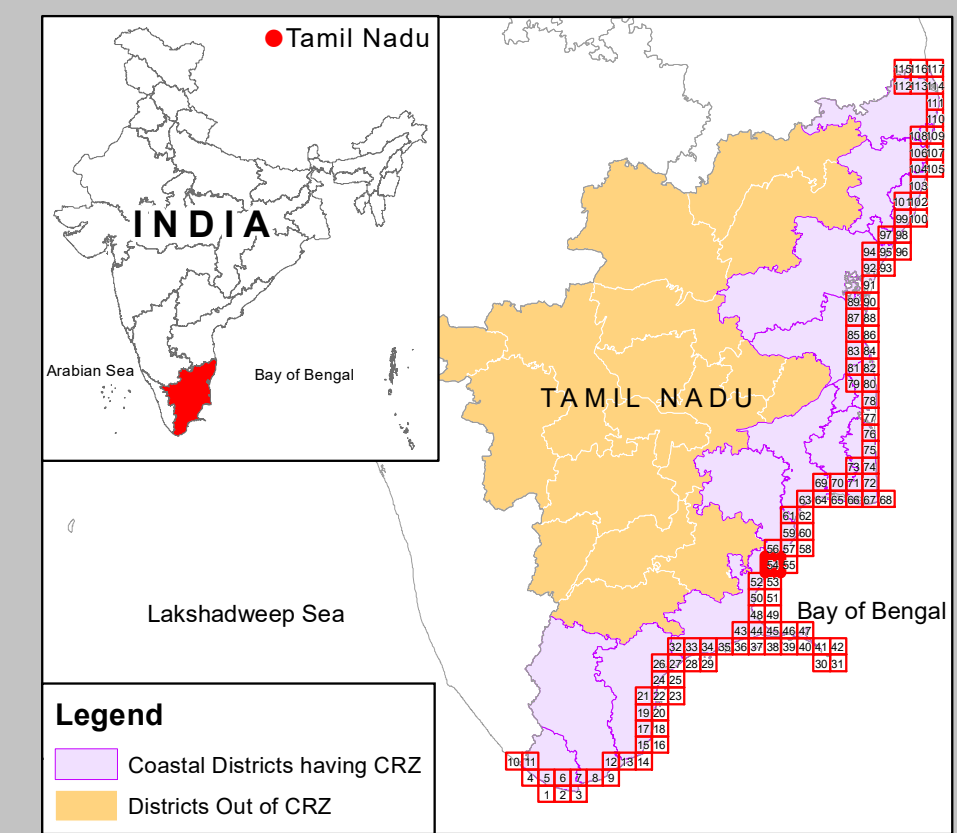 Tamil Nadu
INDIA
Arabian Sea
Bay of Bengal
TAMIL NADU
Lakshadweep Sea
Bay of Bengal
115 116 117
112 113 114
111
110
108 109
106 107
104 105
103
101 102
99 100
97 98
94 95 96
92 93
91
89 90
87 88
85 86
83 84
81 82
79 80
78
77
76
75
73 74
69 70 71 72
63 64 65 66 67 68
61 62
59 60
56 57 58
54 55
52 53
50 51
48 49
43 44 45 46 47
32 33 34 35 36 37 38 39 40 41 42
26 27 28 29 30 31
24 25
21 22 23
19 20
17 18
15 16
10 11 12 13 14
4 5 6 7 8 9
1 2 3
Legend
Coastal Districts having CRZ
Districts Out of CRZ